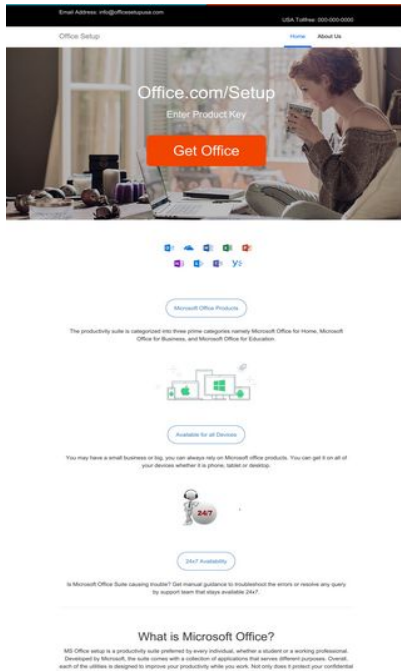 Email Address: info@officesetupusa.com
USA Tollfree: 000-000-0000
Office Setup
Home About Us
Office.com/Setup
Enter Product Key
Get Office
Microsoft Office Products
The productivity suite is categorized into three prime categories namely Microsoft Office for Home, Microsoft
Office for Business, and Microsoft Office for Education.
Available for all Devices
You may have a small business or big, you can always rely on Microsoft office products. You can get it on all of
your devices whether it is phone, tablet or desktop.
24/7
24x7 Availability
Is Microsoft Office Suite causing trouble? Get manual guidance to troubleshoot the errors or resolve any query
by support team that stays available 24x7.
What is Microsoft Office?
MS Office setup is a productivity suite preferred by every individual, whether a student or a working professional.
Developed by Microsoft, the suite comes with a collection of applications that serves different purposes. Overall,
each of the utilities is designed to improve your productivity while you work. Not only does it protect your confidential